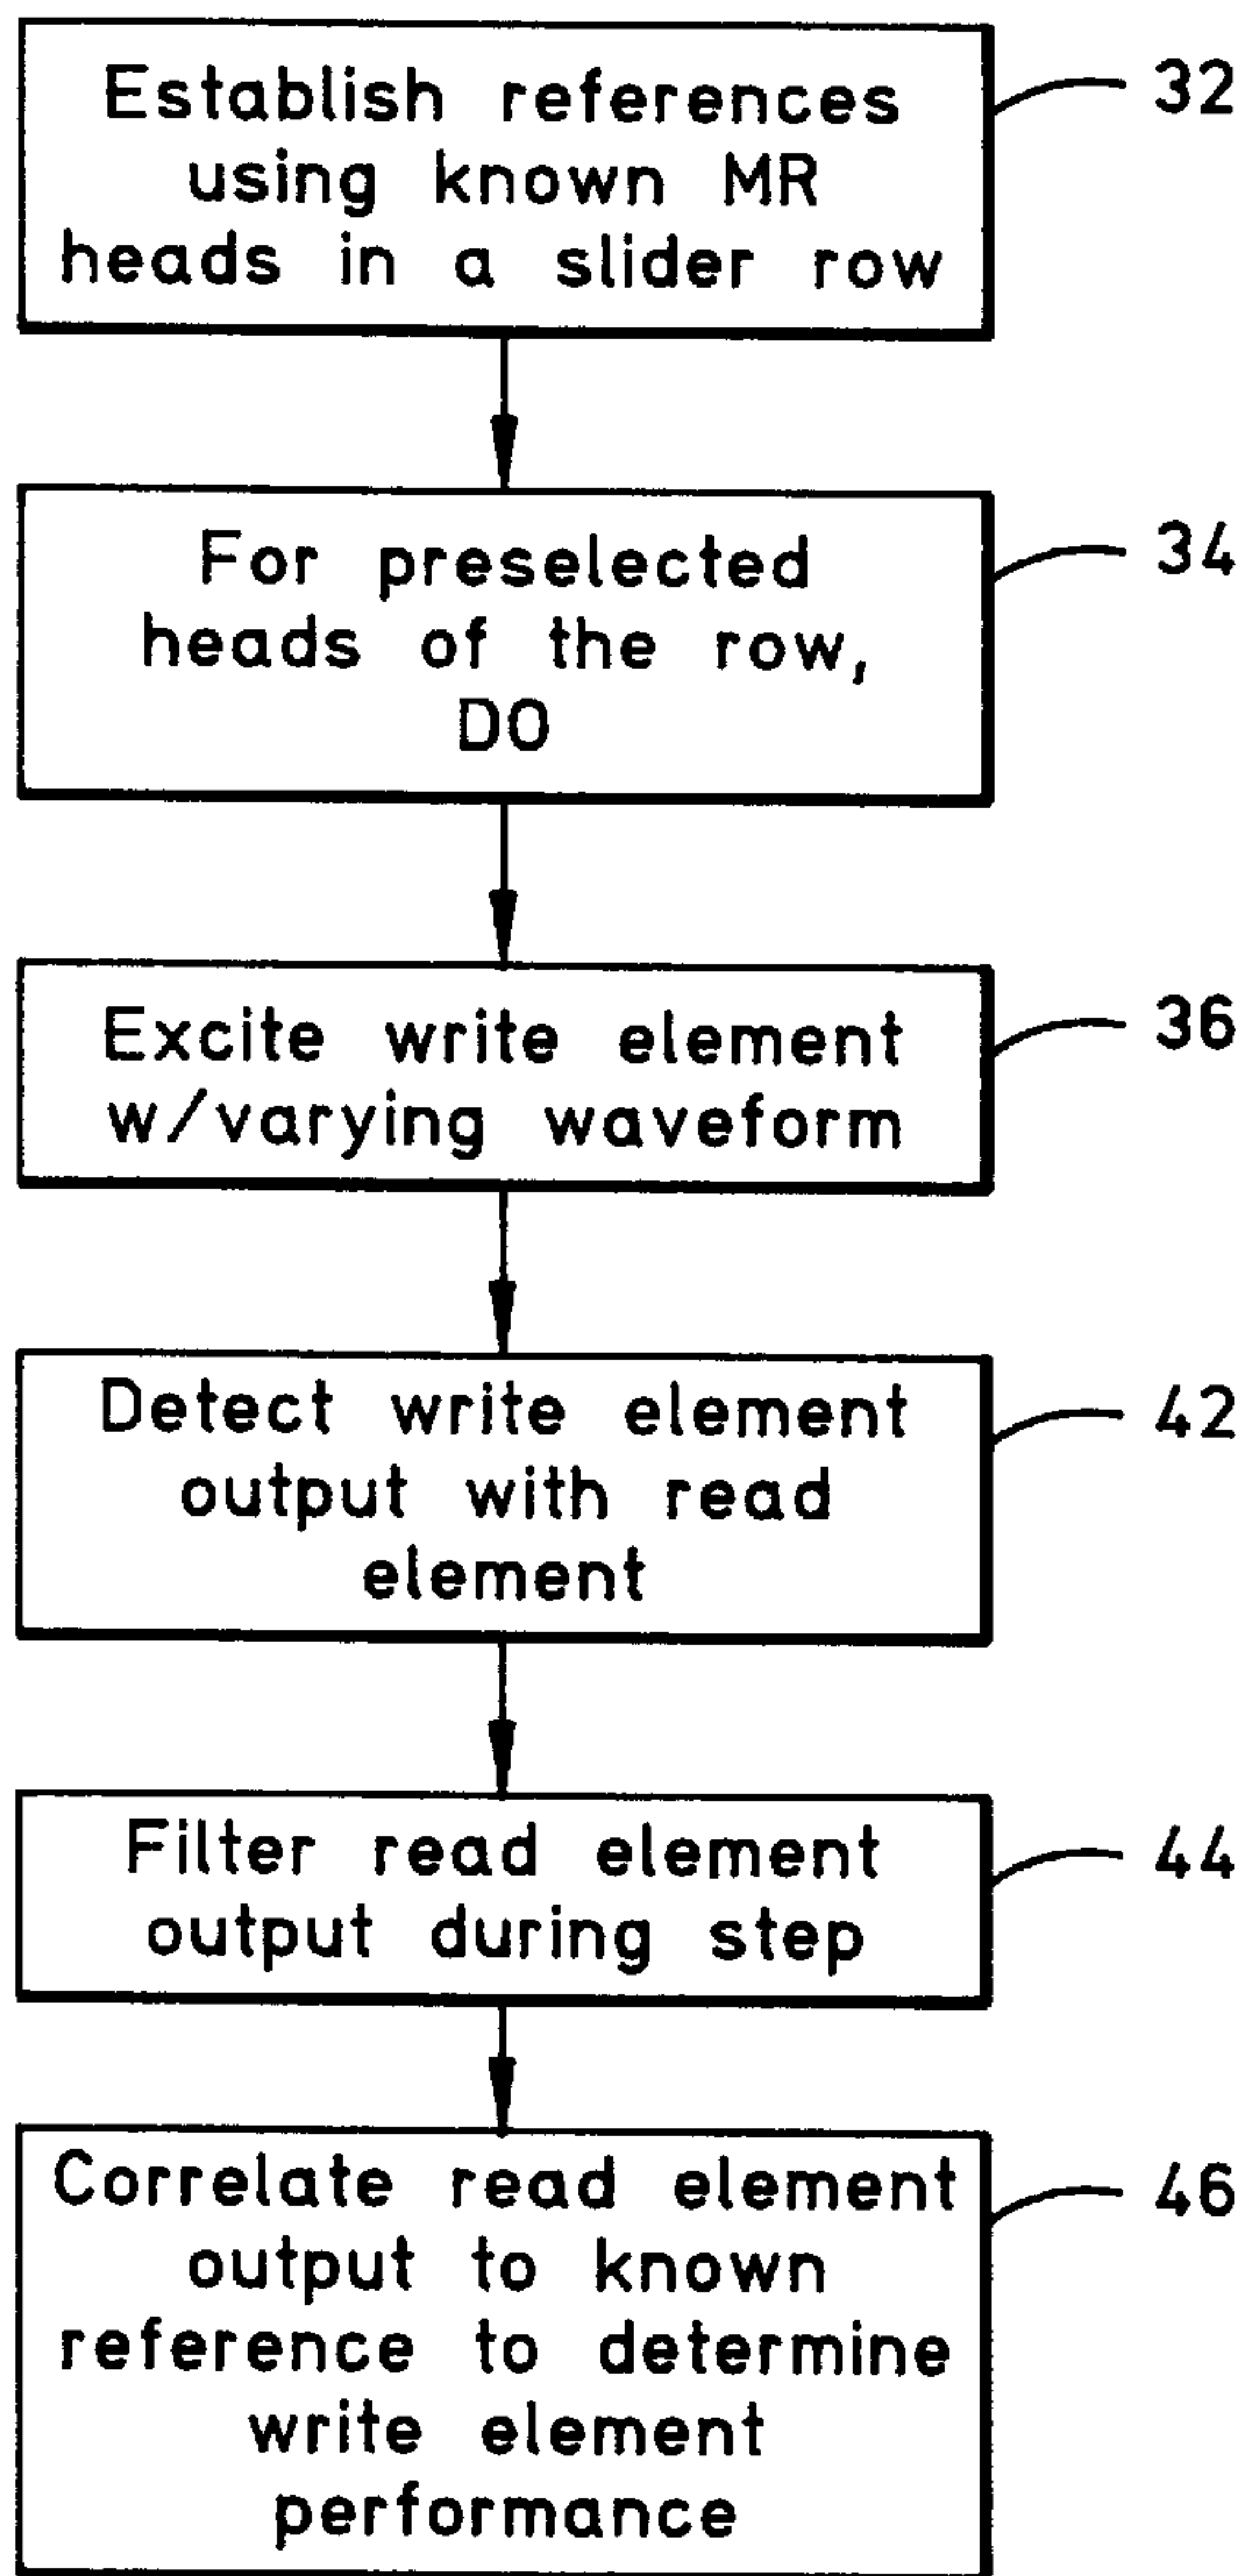 Establish references
using known MR
heads in a slider row
32
For preselected
heads of the row,
DO
34
Excite write element
w/varying waveform
36
Detect write element
output with read
element
42
Filter read element
output during step
44
Correlate read element
output to known
reference to determine
write element
performance
46